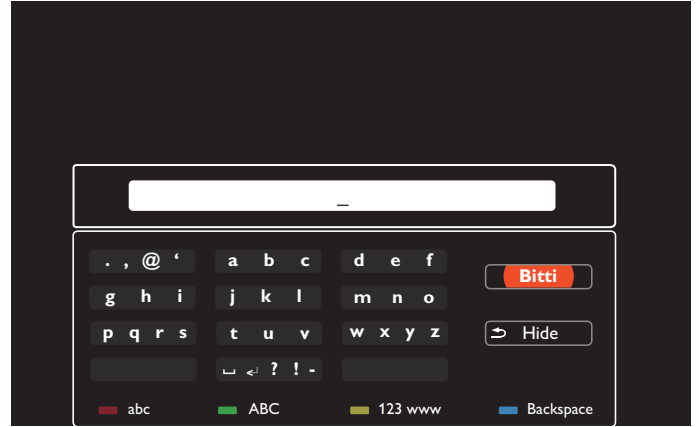 _
. , @ ‘ a b c d e f
Bitti
g h i j k l m n o
p q r s t u v w x y z
Hide
␣ ↲ ? ! -
abc ABC 123 www Backspace